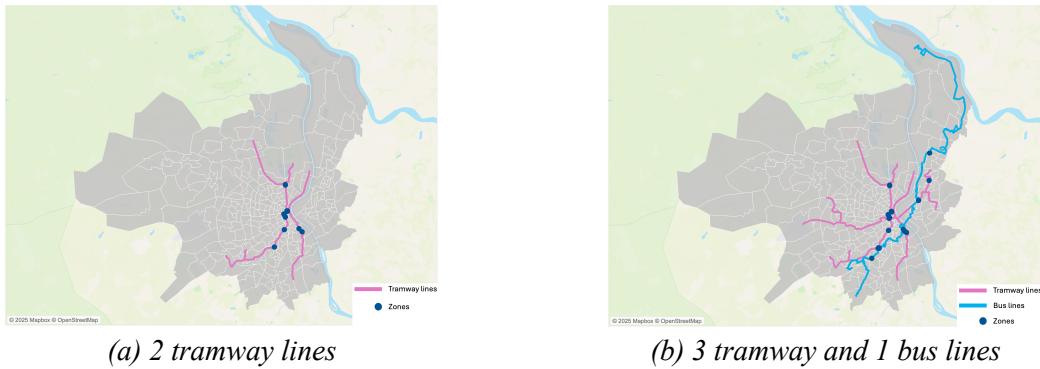 Tramway lines
Zones
© 2025 Mapbox © OpenStreetMap
(a) 2 tramway lines
Tramway lines
Bus lines
Zones
© 2025 Mapbox © OpenStreetMap
(b) 3 tramway and 1 bus lines